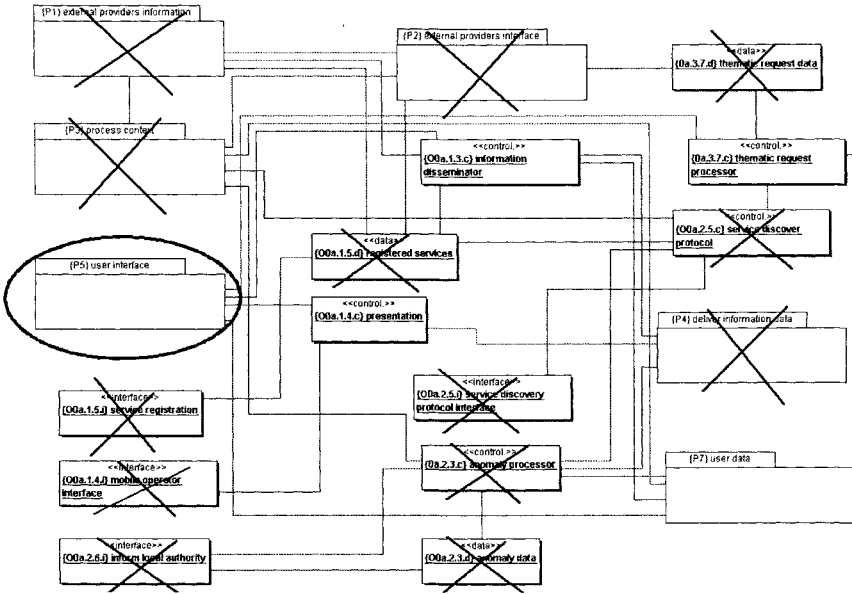 {P1} external providers information
{P2} external providers interface
<<data>>
{0a.3.7.d} thematic request data
{P3} process context
<<control.>>
{O0a.1.3.c} information
disseminator
<<control.>>
{0a.3.7.c} thematic request
processor
<<control.>>
{O0a.2.5.c} service discover
protocol
<<data>>
{O0a.1.5.d} registered services
{P5} user interface
<<control.>>
{O0a.1.4.c} presentation
{P4} deliver information data
<<interface>>
{O0a.1.5.i} service registration
<<interface>>
{O0a.2.5.i} service discovery
protocol interface
<<control.>>
{0a.2.3.c} anomaly processor
{P7} user data
<<interface>>
{O0a.1.4.i} mobile operator
interface
<<interface>>
{O0a.2.6.i} inform local authority
<<data>>
{O0a.2.3.d} anomaly data